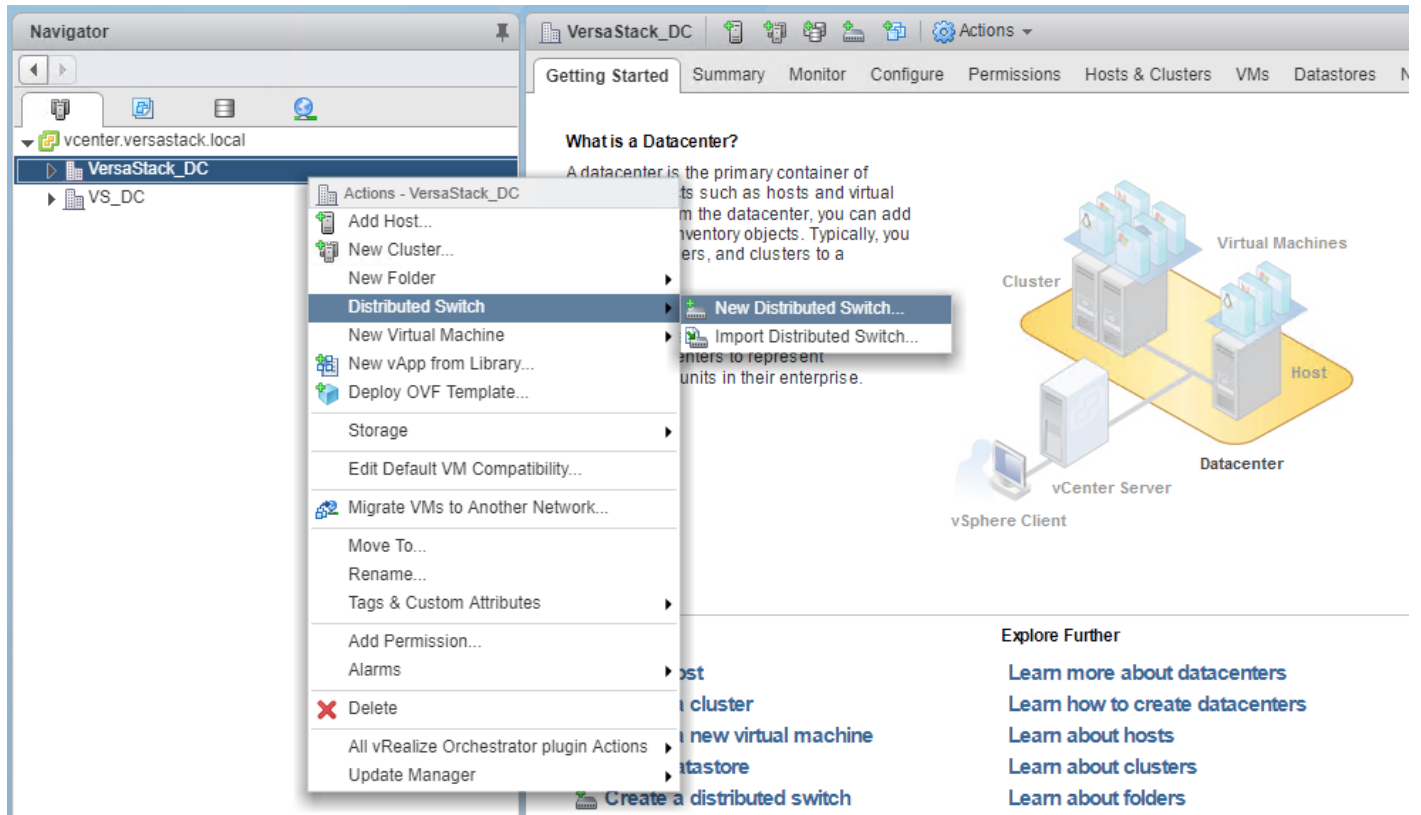 Navigator
vcenter.versastack.local
VersaStack_DC
VS_DC
VersaStack_DC
Actions
Getting Started
Summary
Monitor
Configure
Permissions
Hosts & Clusters
VMs
Datastores
N
What is a Datacenter?
A datacenter is the primary container of
ts such as hosts and virtual
m the datacenter, you can add
nventory objects. Typically, you
ers, and clusters to a
enters to represent
units in their enterprise.
Actions - VersaStack_DC
Add Host...
New Cluster...
New Folder
Distributed Switch
New Virtual Machine
New vApp from Library...
Deploy OVF Template...
Storage
Edit Default VM Compatibility...
Migrate VMs to Another Network...
Move To...
Rename...
Tags & Custom Attributes
Add Permission...
Alarms
Delete
All vRealize Orchestrator plugin Actions
Update Manager
New Distributed Switch...
Import Distributed Switch...
Virtual Machines
Cluster
Host
Datacenter
vCenter Server
vSphere Client
ost
cluster
new virtual machine
atastore
Create a distributed switch
Explore Further
Learn more about datacenters
Learn how to create datacenters
Learn about hosts
Learn about clusters
Learn about folders